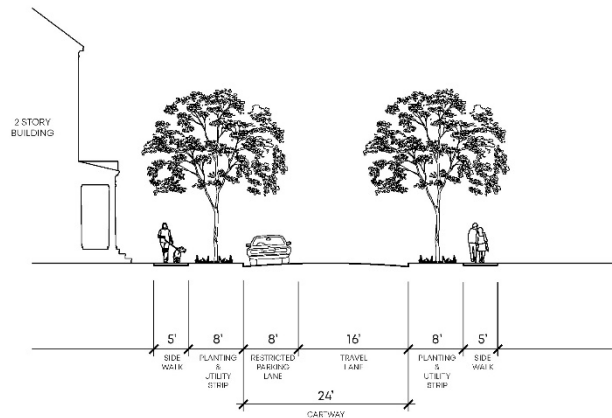 2 STORY
BUILDING
5' 8' 8' 16' 8' 5'
SIDE WALK
PLANTING & UTILITY STRIP
RESTRICTED PARKING LANE
TRAVEL LANE
PLANTING & UTILITY STRIP
SIDE WALK
24'
CARTWAY